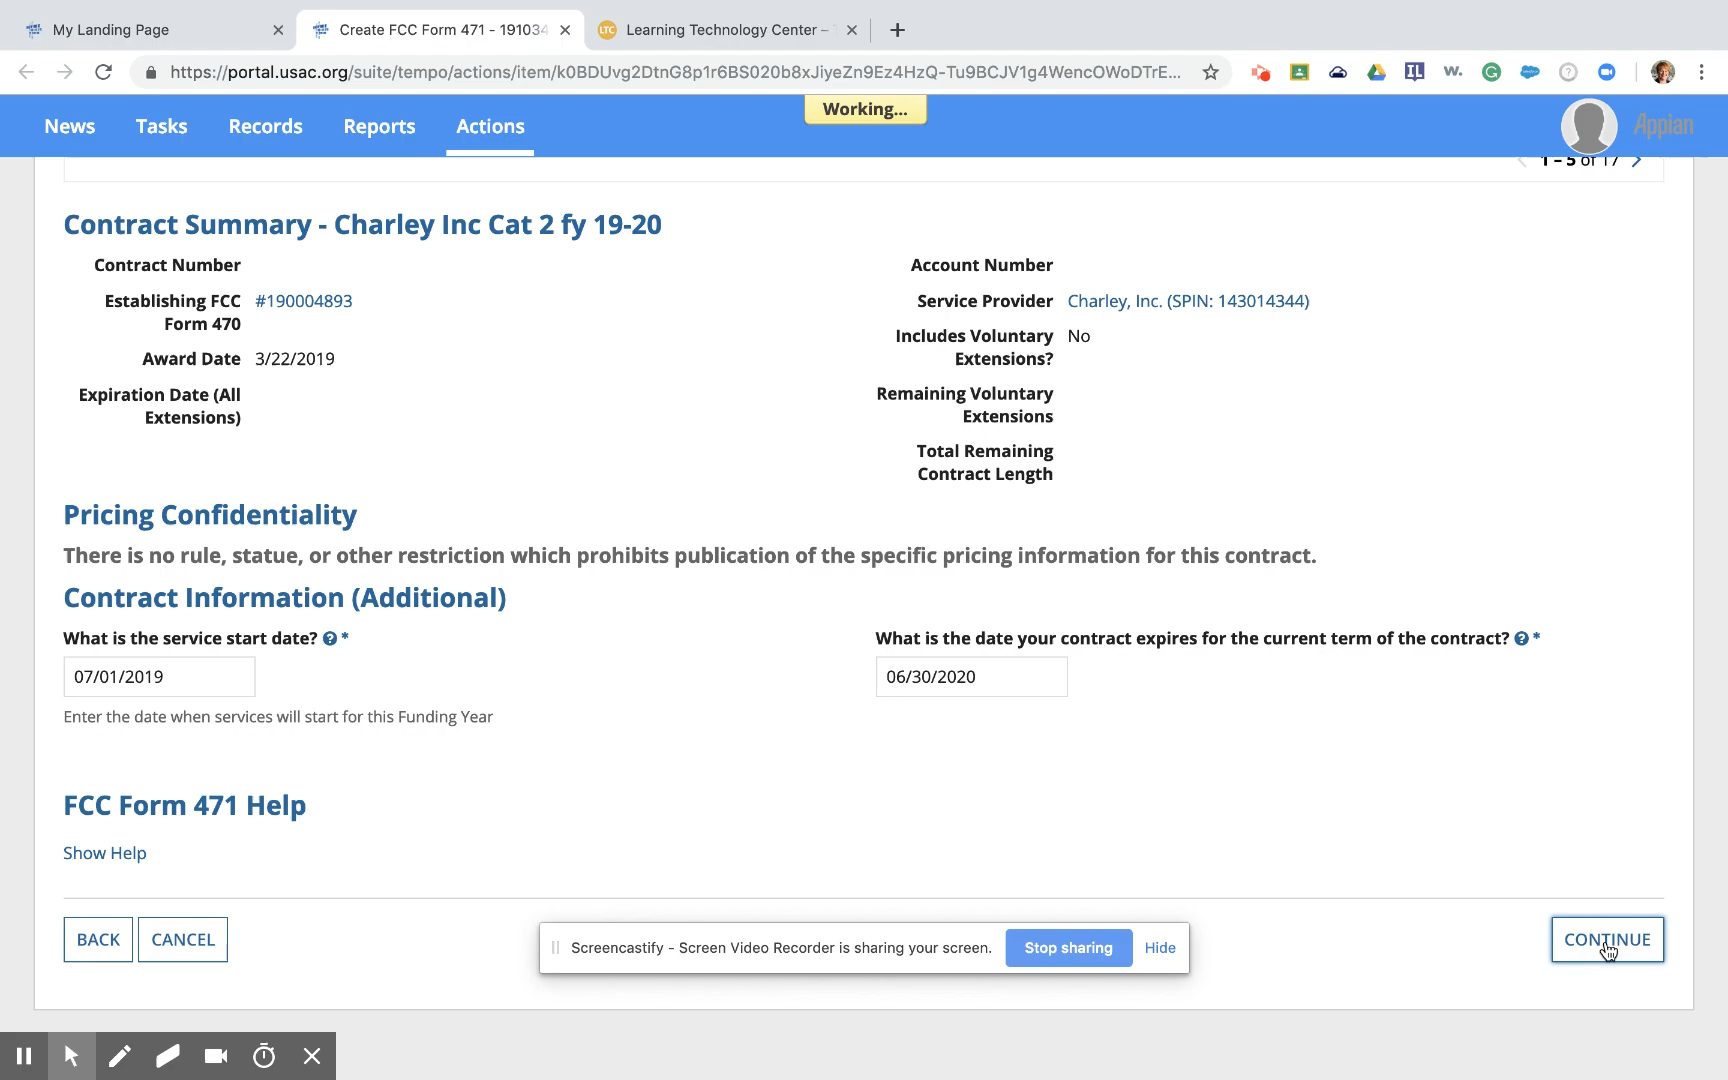 My Landing Page
Create FCC Form 471 - 191034
LTC Learning Technology Center –
https://portal.usac.org/suite/tempo/actions/item/k0BDUvg2DtnG8p1r6BS020b8xJiyeZn9Ez4HzQ-Tu9BCJV1g4WencOWoDTrE...
IL
w.
News
Tasks
Records
Reports
Actions
Working...
Appian
1 – 5 of 17
Contract Summary - Charley Inc Cat 2 fy 19-20
Contract Number
Account Number
Establishing FCC Form 470 #190004893
Service Provider Charley, Inc. (SPIN: 143014344)
Includes Voluntary Extensions? No
Award Date 3/22/2019
Expiration Date (All Extensions)
Remaining Voluntary Extensions
Total Remaining Contract Length
Pricing Confidentiality
There is no rule, statue, or other restriction which prohibits publication of the specific pricing information for this contract.
Contract Information (Additional)
What is the service start date? *
What is the date your contract expires for the current term of the contract? *
07/01/2019
06/30/2020
Enter the date when services will start for this Funding Year
FCC Form 471 Help
Show Help
BACK
CANCEL
Screencastify - Screen Video Recorder is sharing your screen.
Stop sharing
Hide
CONTINUE